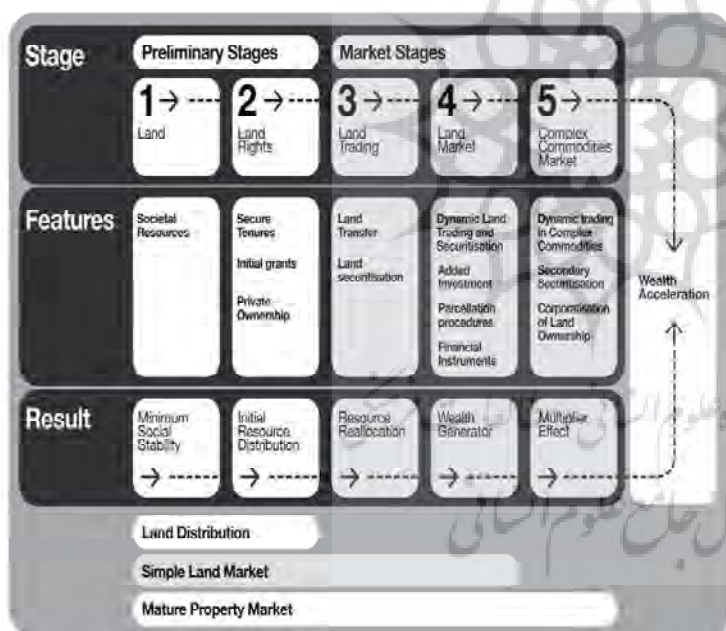 Stage
Preliminary Stages
Market Stages
1
Land
2
Land
Rights
3
Land
Trading
4
Land
Market
5
Complex
Commodities
Market
Features
Societal
Resources
Secure
Tenures
Initial grants
Private
Ownership
Land
Transfer
Land
securitisation
Dynamic Land
Trading and
Securitisation
Added
Investment
Parcellation
procedures
Financial
Instruments
Dynamic trading
in Complex
Commodities
Secondary
Securitisation
Corporatisation
of Land
Ownership
Wealth
Acceleration
Result
Minimum
Social
Stability
Initial
Resource
Distribution
Resource
Reallocation
Wealth
Generator
Multiplier
Effect
Land Distribution
Simple Land Market
Mature Property Market
جامع علوم انسانی